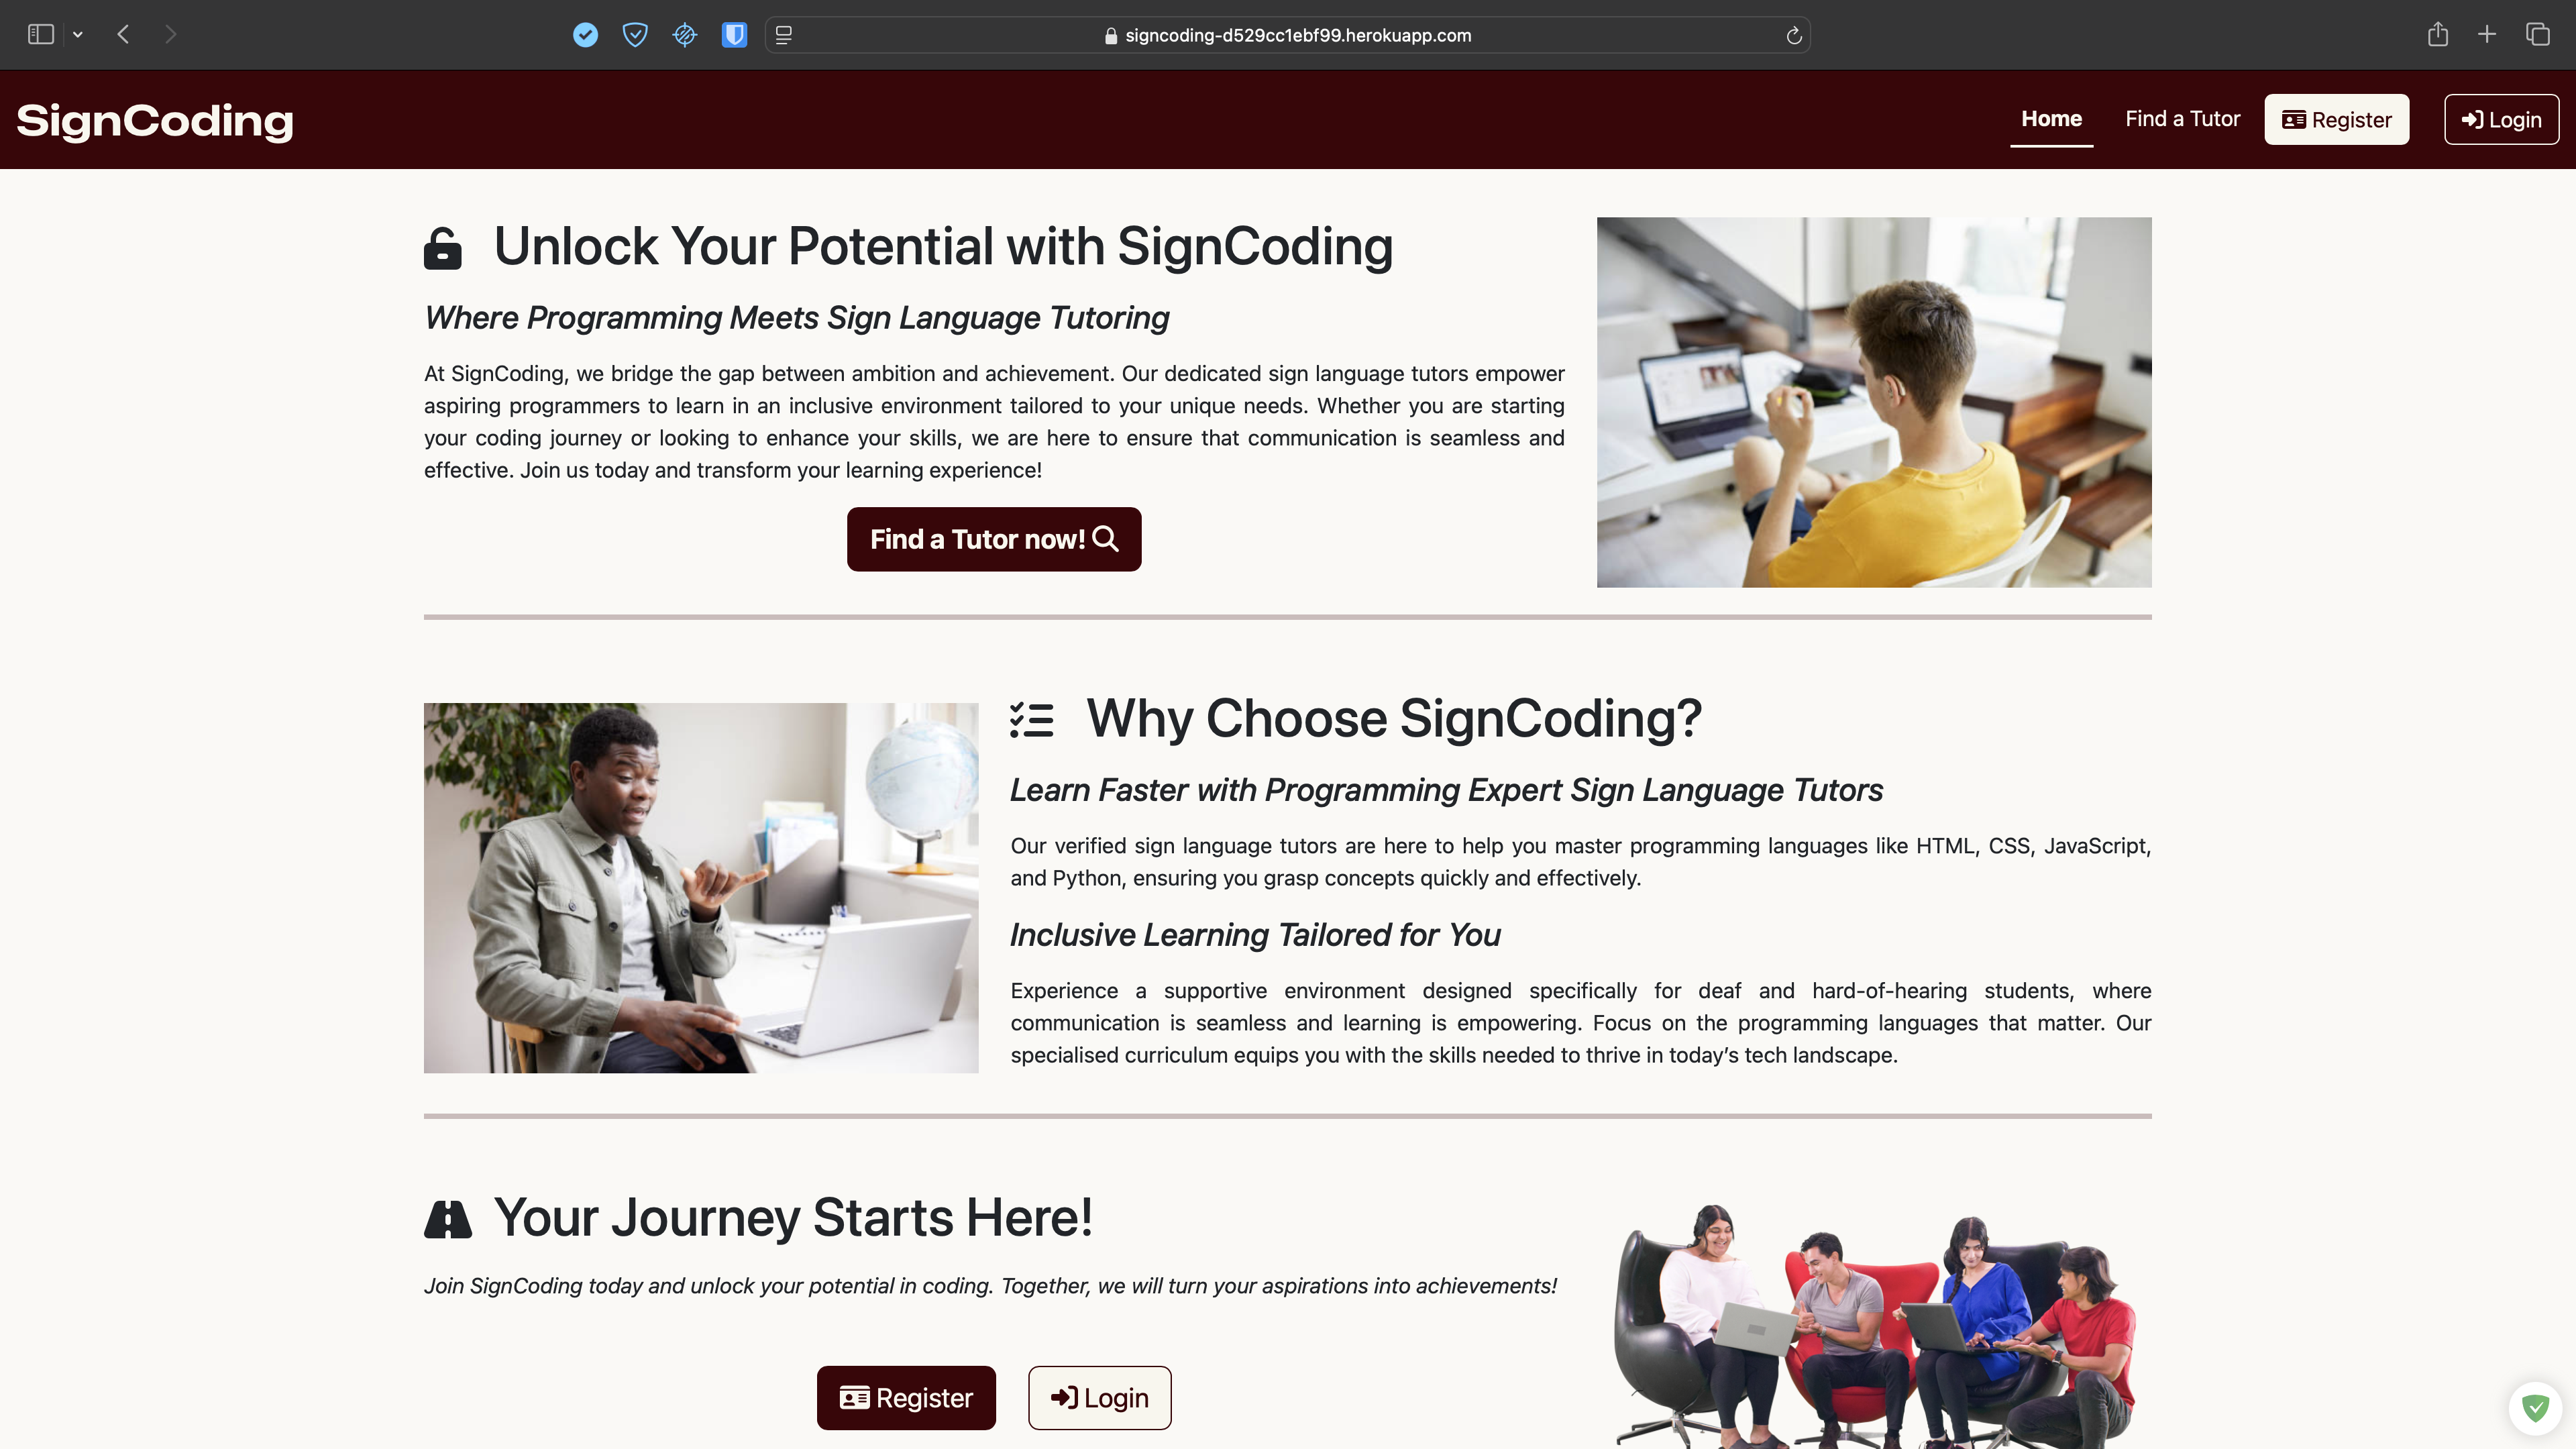 signcoding-d529cc1ebf99.herokuapp.com
SignCoding
Home
Find a Tutor
Register
Login
Unlock Your Potential with SignCoding
Where Programming Meets Sign Language Tutoring
At SignCoding, we bridge the gap between ambition and achievement. Our dedicated sign language tutors empower
aspiring programmers to learn in an inclusive environment tailored to your unique needs. Whether you are starting
your coding journey or looking to enhance your skills, we are here to ensure that communication is seamless and
effective. Join us today and transform your learning experience!
Find a Tutor now!
Why Choose SignCoding?
Learn Faster with Programming Expert Sign Language Tutors
Our verified sign language tutors are here to help you master programming languages like HTML, CSS, JavaScript,
and Python, ensuring you grasp concepts quickly and effectively.
Inclusive Learning Tailored for You
Experience a supportive environment designed specifically for deaf and hard-of-hearing students, where
communication is seamless and learning is empowering. Focus on the programming languages that matter. Our
specialised curriculum equips you with the skills needed to thrive in today’s tech landscape.
Your Journey Starts Here!
Join SignCoding today and unlock your potential in coding. Together, we will turn your aspirations into achievements!
Register
Login